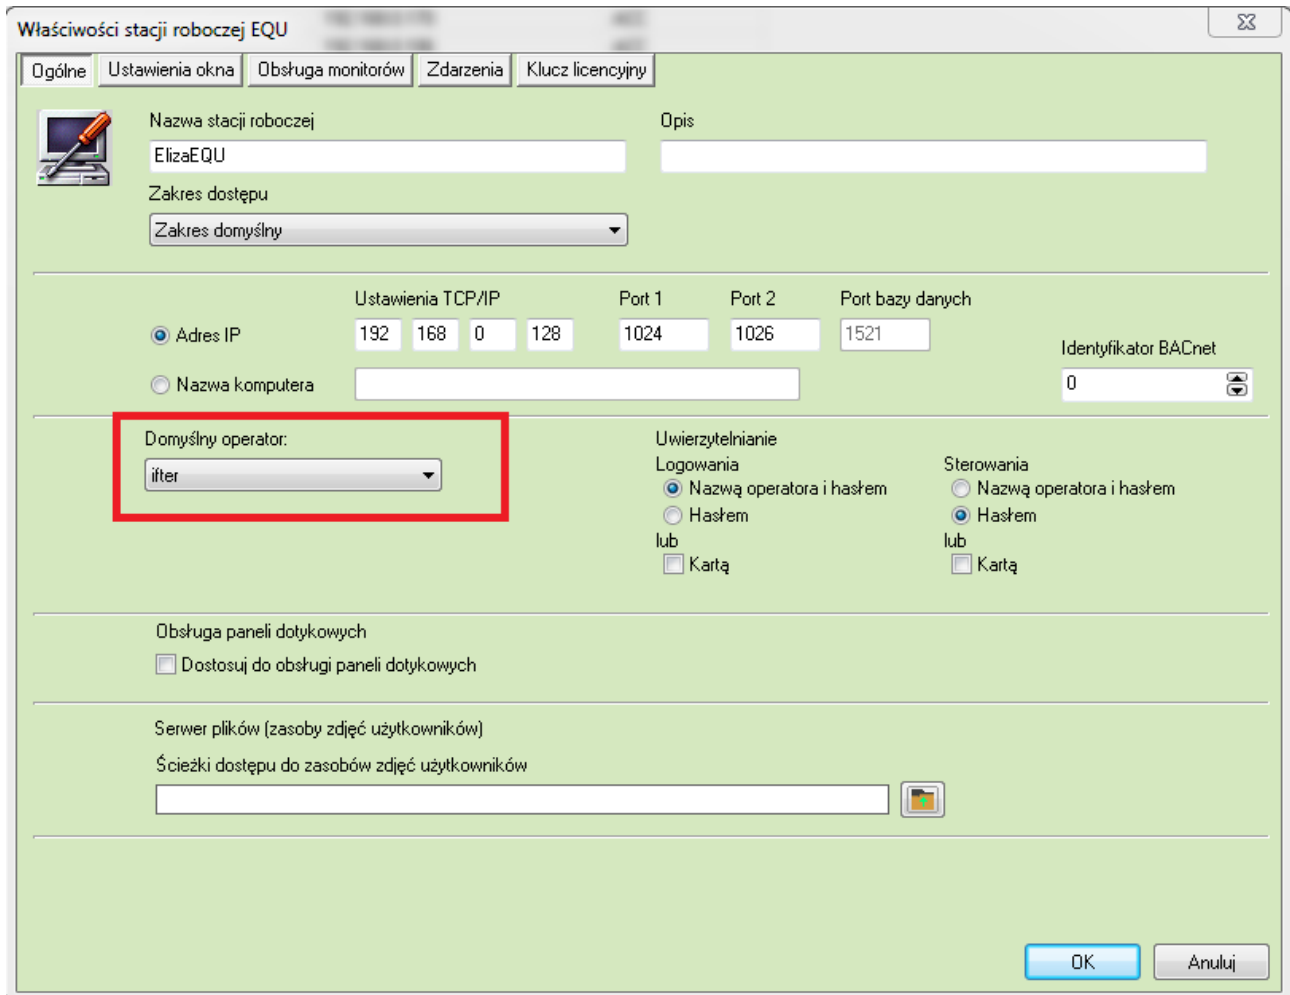 Właściwości stacji roboczej EQU
Ogólne Ustawienia okna Obsługa monitorów Zdarzenia Klucz licencyjny
Nazwa stacji roboczej Opis
ElizaEQU
Zakres dostępu
Zakres domyślny
Ustawienia TCP/IP Port 1 Port 2 Port bazy danych
Adres IP 192 168 0 128 1024 1026 1521
Identyfikator BACnet
Nazwa komputera 0
Domyślny operator: Uwierzytelnianie
ifter Logowania Sterowania
Nazwą operatora i hasłem Nazwą operatora i hasłem
Hasłem Hasłem
lub lub
Kartą Kartą
Obsługa paneli dotykowych
Dostosuj do obsługi paneli dotykowych
Serwer plików (zasoby zdjęć użytkowników)
Ścieżki dostępu do zasobów zdjęć użytkowników
OK Anuluj